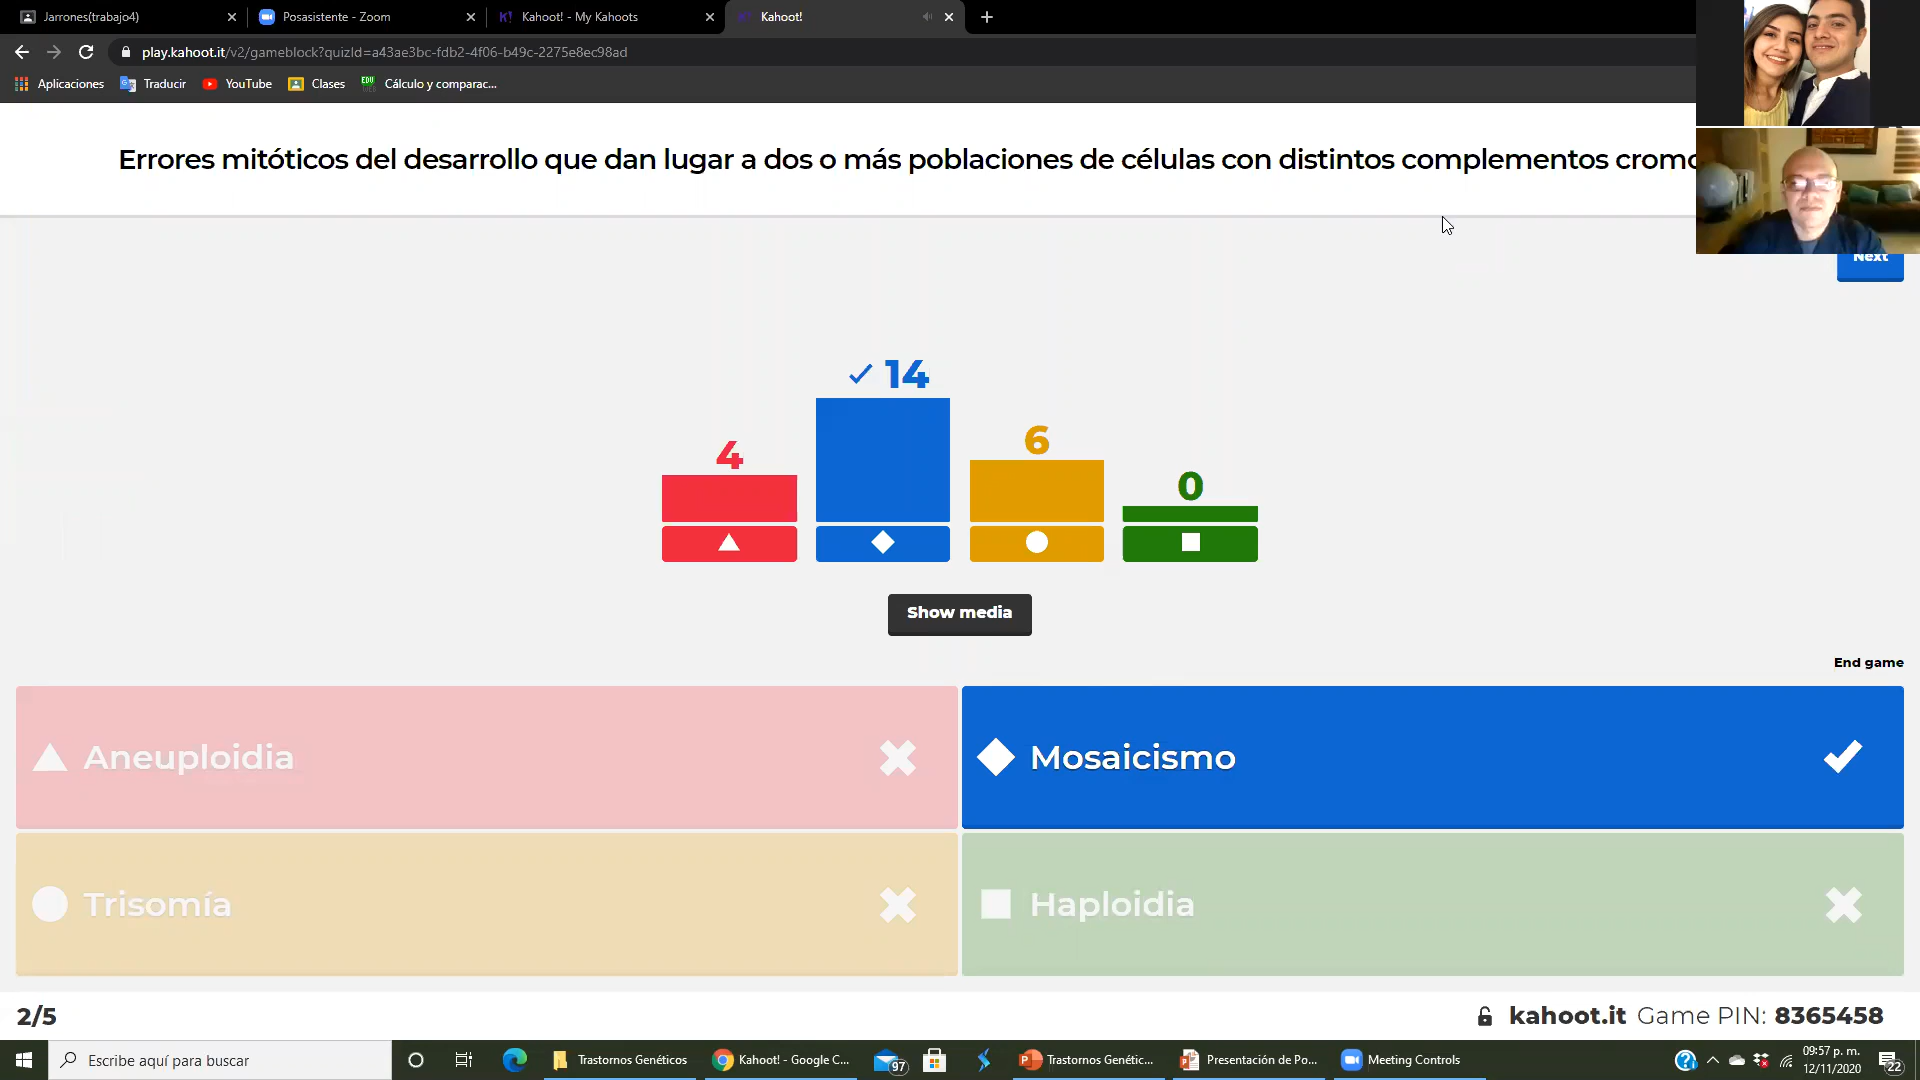 Jarrones(trabajo4)
Posasistente - Zoom
Kahoot! - My Kahoots
Kahoot!
play.kahoot.it/v2/gameblock?quizId=a43ae3bc-fdb2-4f06-b49c-2275e8ec98ad
Aplicaciones
Traducir
YouTube
Clases
Cálculo y comparac...
Errores mitóticos del desarrollo que dan lugar a dos o más poblaciones de células con distintos complementos cromo
Next
14
4
6
0
Show media
End game
Aneuploidia
Mosaicismo
Trisomía
Haploidia
2/5
kahoot.it Game PIN: 8365458
Escribe aquí para buscar
Trastornos Genéticos
Kahoot! - Google C...
97
Trastornos Genétic...
Presentación de Po...
Meeting Controls
09:57 p. m.
12/11/2020
22